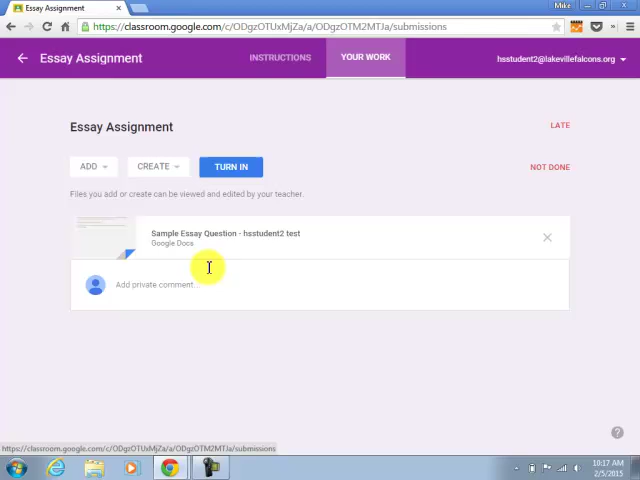 Essay Assignment
Mike
https://classroom.google.com/c/ODgzOTUxMjZa/a/ODgzOTM2MTJa/submissions
Essay Assignment
INSTRUCTIONS
YOUR WORK
hsstudent2@lakevillefalcons.org
Essay Assignment
LATE
ADD
CREATE
TURN IN
NOT DONE
Files you add or create can be viewed and edited by your teacher.
Sample Essay Question - hsstudent2 test
Google Docs
Add private comment...
?
https://classroom.google.com/c/ODgzOTUxMjZa/a/ODgzOTM2MTJa/submissions
10:17 AM
2/5/2015